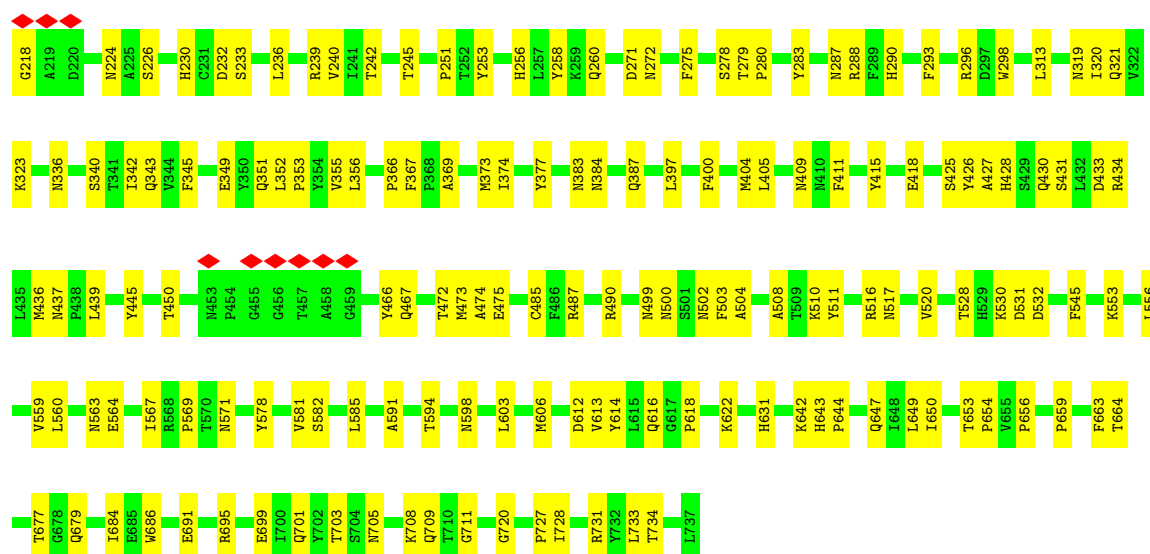 G218 A219 D220 N224 A225 S226 H230 C231 D232 S233 L236 R239 V240 I241 T242 T245 P251 T252 Y253 H256 L257 Y258 K259 Q260 D271 N272 F275 S278 T279 P280 Y283 N287 R288 F289 H290 F293 R296 D297 W298 L313 N319 I320 Q321 V322
K323 N336 S340 T341 I342 Q343 V344 F345 E349 Y350 Q351 L352 P353 Y354 V355 L356 P366 F367 P368 A369 M373 I374 Y377 N383 N384 Q387 L397 F400 M404 L405 N409 N410 F411 Y415 E418 S425 Y426 A427 H428 S429 Q430 S431 L432 D433 R434
L435 M436 N437 P438 L439 Y445 T450 N453 P454 G455 G456 T457 A458 G459 Y466 Q467 T472 M473 A474 E475 C485 F486 R487 R490 N499 N500 S501 N502 F503 A504 A508 T509 K510 Y511 R516 N517 V520 T528 H529 K530 D531 D532 F545 K553 L556
V559 L560 N563 E564 I567 R568 P569 T570 N571 Y578 V581 S582 L585 A591 T594 N598 L603 M606 D612 V613 Y614 L615 Q616 G617 P618 K622 H631 K642 H643 P644 Q647 I648 L649 I650 T653 P654 V655 P656 P659 F663 T664
T677 G678 Q679 I684 E685 W686 E691 R695 E699 I700 Q701 Y702 T703 S704 N705 K708 Q709 T710 G711 G720 P727 I728 R731 Y732 L733 T734 L737